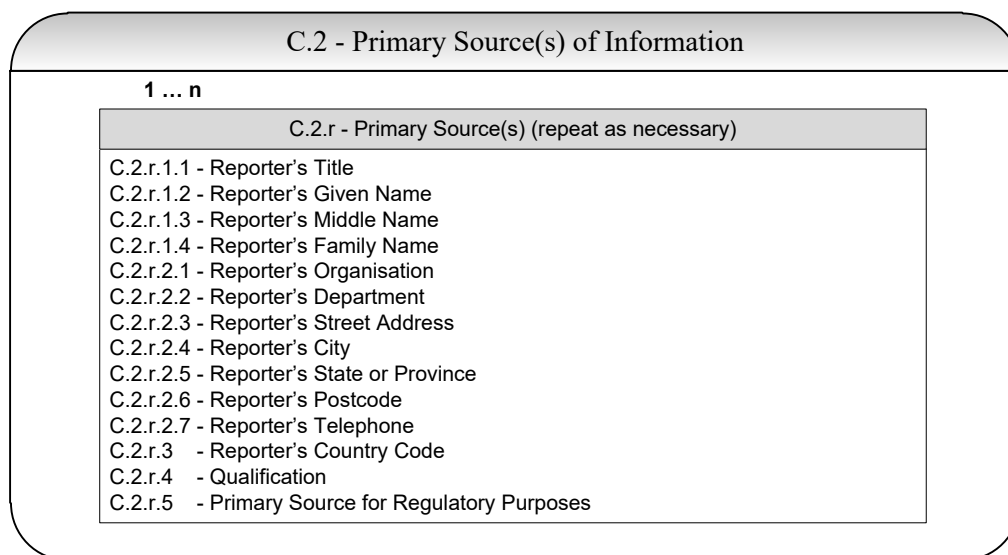 C.2 - Primary Source(s) of Information
1 … n
C.2.r - Primary Source(s) (repeat as necessary)
C.2.r.1.1 - Reporter’s Title
C.2.r.1.2 - Reporter’s Given Name
C.2.r.1.3 - Reporter’s Middle Name
C.2.r.1.4 - Reporter’s Family Name
C.2.r.2.1 - Reporter’s Organisation
C.2.r.2.2 - Reporter’s Department
C.2.r.2.3 - Reporter’s Street Address
C.2.r.2.4 - Reporter’s City
C.2.r.2.5 - Reporter’s State or Province
C.2.r.2.6 - Reporter’s Postcode
C.2.r.2.7 - Reporter’s Telephone
C.2.r.3 - Reporter’s Country Code
C.2.r.4 - Qualification
C.2.r.5 - Primary Source for Regulatory Purposes